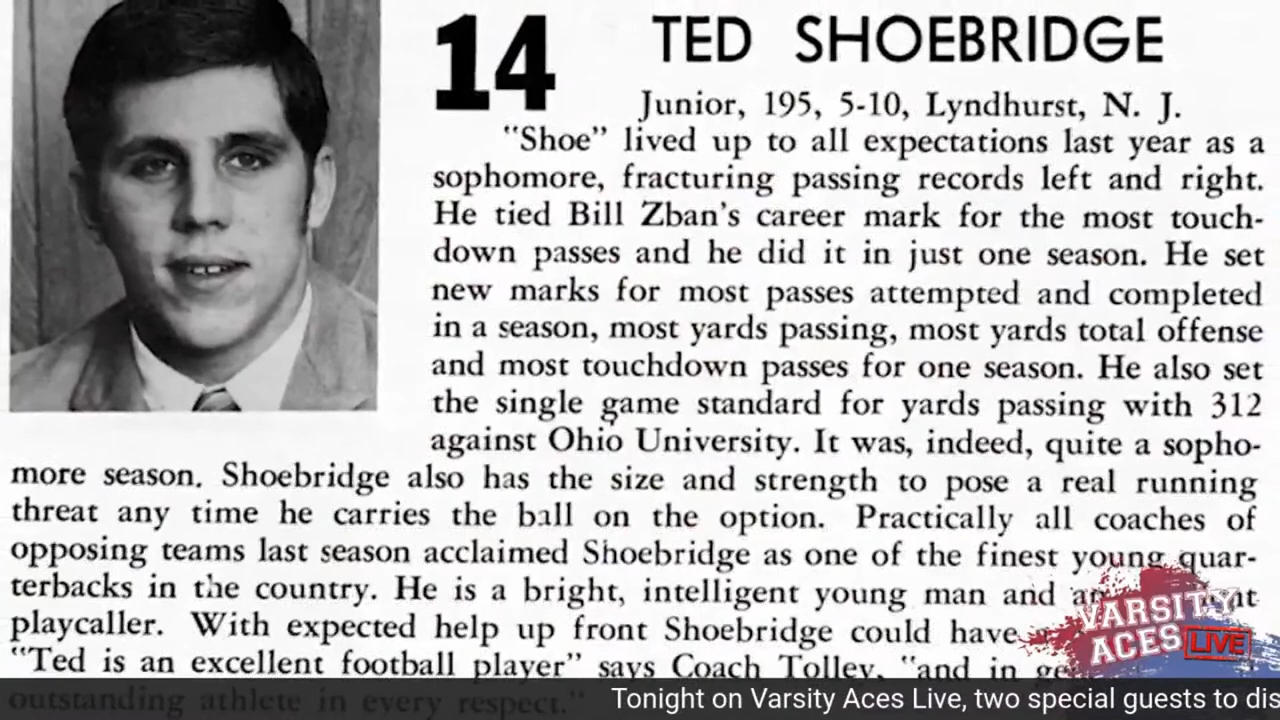 14 TED SHOEBRIDGE
Junior, 195, 5-10, Lyndhurst, N. J.
"Shoe" lived up to all expectations last year as a
sophomore, fracturing passing records left and right.
He tied Bill Zban's career mark for the most touch-
down passes and he did it in just one season. He set
new marks for most passes attempted and completed
in a season, most yards passing, most yards total offense
and most touchdown passes for one season. He also set
the single game standard for yards passing with 312
against Ohio University. It was, indeed, quite a sopho-
more season. Shoebridge also has the size and strength to pose a real running
threat any time he carries the ball on the option. Practically all coaches of
opposing teams last season acclaimed Shoebridge as one of the finest young quar-
terbacks in the country. He is a bright, intelligent young man and
playcaller. With expected help up front Shoebridge could have
"Ted is an excellent football player" says Coach Tolley, "and in
outstanding athlete in every respect."
VARSITY
ACES LIVE
Tonight on Varsity Aces Live, two special guests to dis